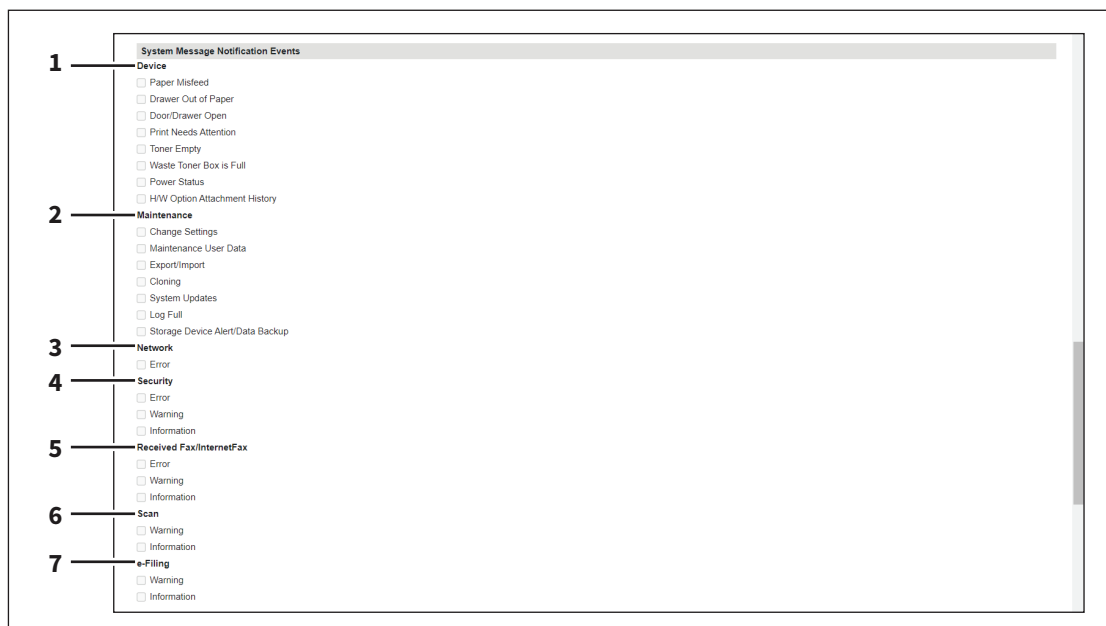 System Message Notification Events
1 Device
Paper Misfeed
Drawer Out of Paper
Door/Drawer Open
Print Needs Attention
Toner Empty
Waste Toner Box is Full
Power Status
H/W Option Attachment History
2 Maintenance
Change Settings
Maintenance User Data
Export/Import
Cloning
System Updates
Log Full
Storage Device Alert/Data Backup
3 Network
Error
4 Security
Error
Warning
Information
5 Received Fax/InternetFax
Error
Warning
Information
6 Scan
Warning
Information
7 e-Filing
Warning
Information